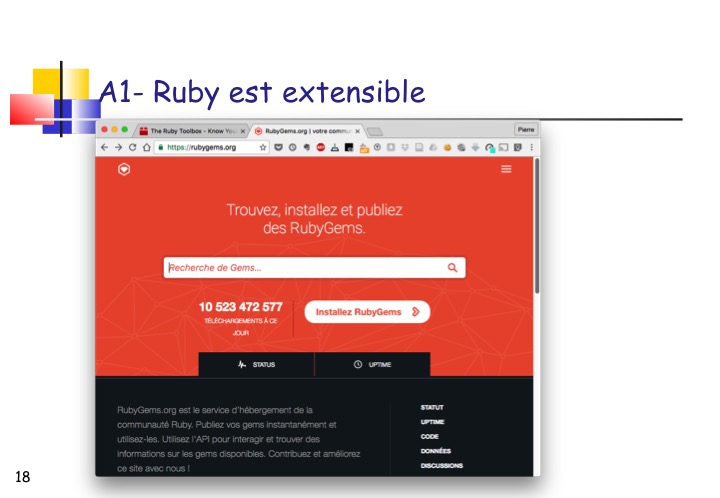 A1- Ruby est extensible
The Ruby Toolbox - Know Your
RubyGems.org | votre commun
Pierre
https://rubygems.org
Trouvez, installez et publiez
des RubyGems.
Recherche de Gems...
10 523 472 577
TÉLÉCHARGEMENTS À CE
JOUR
Installez RubyGems
STATUS
UPTIME
RubyGems.org est le service d'hébergement de la
communauté Ruby. Publiez vos gems instantanément et
utilisez-les. Utilisez l'API pour interagir et trouver des
informations sur les gems disponibles. Contribuez et améliorez
ce site avec nous !
STATUT
UPTIME
CODE
DONNÉES
DISCUSSIONS
18